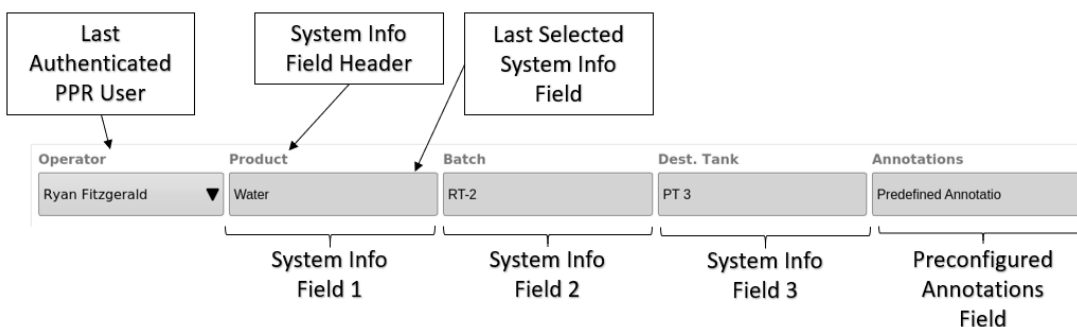 Last
Authenticated
PPR User
System Info
Field Header
Last Selected
System Info
Field
Operator
Product
Batch
Dest. Tank
Annotations
Ryan Fitzgerald
Water
RT-2
PT 3
Predefined Annotatio
System Info
Field 1
System Info
Field 2
System Info
Field 3
Preconfigured
Annotations
Field